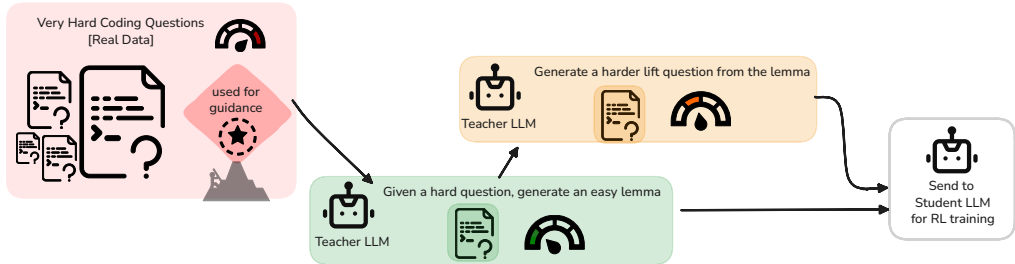 Very Hard Coding Questions
[Real Data]
used for
guidance
Generate a harder lift question from the lemma
Teacher LLM
Given a hard question, generate an easy lemma
Teacher LLM
Send to
Student LLM
for RL training